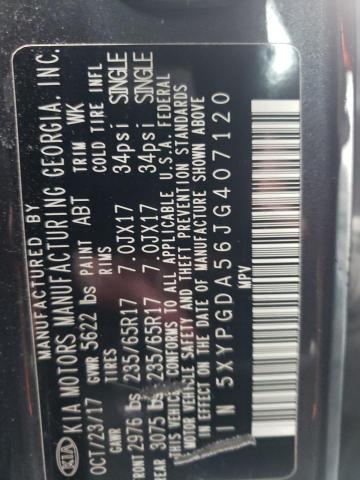 MANUFACTURED BY
KIA KIA MOTORS MANUFACTURING GEORGIA, INC.
OCT/23/17 GVWR 5622 lbs PAINT ABT TRIM WK
GAWR TIRES RIMS COLD TIRE INFL
FRONT 2976 lbs 235/65R17 7.0JX17 34psi SINGLE
REAR 3075 lbs 235/65R17 7.0JX17 34psi SINGLE
THIS VEHICLE CONFORMS TO ALL APPLICABLE U.S.A. FEDERAL
MOTOR VEHICLE SAFETY AND THEFT PREVENTION STANDARDS
IN EFFECT ON THE DATE OF MANUFACTURE SHOWN ABOVE
5XYPGDA56JG407120
MPV